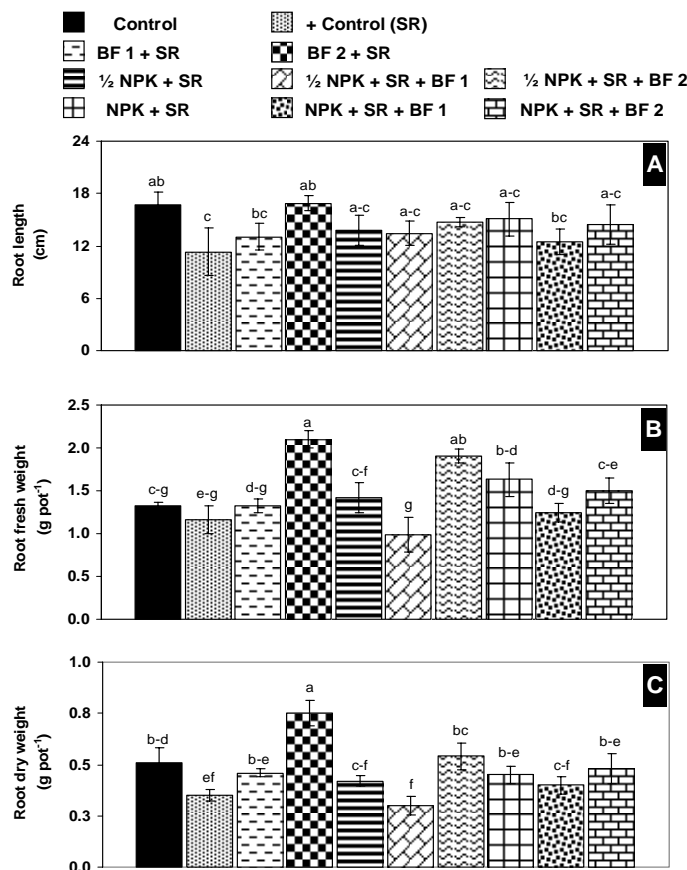 Control + Control (SR)
BF 1 + SR BF 2 + SR
½ NPK + SR ½ NPK + SR + BF 1 ½ NPK + SR + BF 2
NPK + SR NPK + SR + BF 1 NPK + SR + BF 2
A
Root length
(cm)
24
18
12
6
0
ab c bc ab a-c a-c a-c a-c bc a-c
B
Root fresh weight
(g pot⁻¹)
2.5
2.0
1.5
1.0
0.5
0.0
c-g e-g d-g a c-f g ab b-d d-g c-e
C
Root dry weight
(g pot⁻¹)
1.0
0.8
0.5
0.3
0.0
b-d ef b-e a c-f f bc b-e c-f b-e